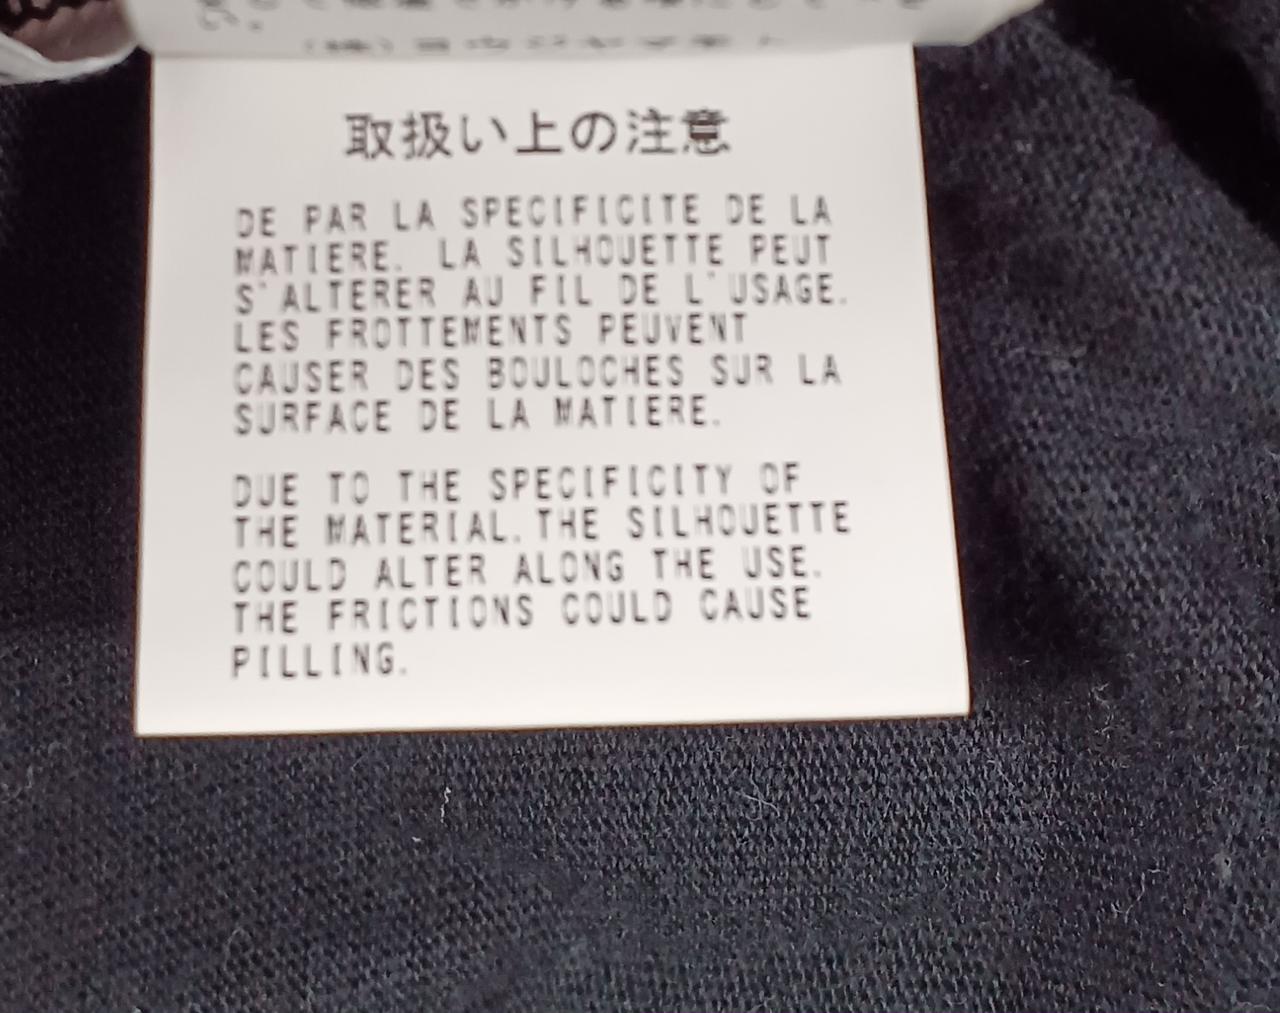 取扱い上の注意
DE PAR LA SPECIFICITE DE LA
MATIERE. LA SILHOUETTE PEUT
S'ALTERER AU FIL DE L'USAGE.
LES FROTTEMENTS PEUVENT
CAUSER DES BOULOCHES SUR LA
SURFACE DE LA MATIERE.
DUE TO THE SPECIFICITY OF
THE MATERIAL.THE SILHOUETTE
COULD ALTER ALONG THE USE.
THE FRICTIONS COULD CAUSE
PILLING.